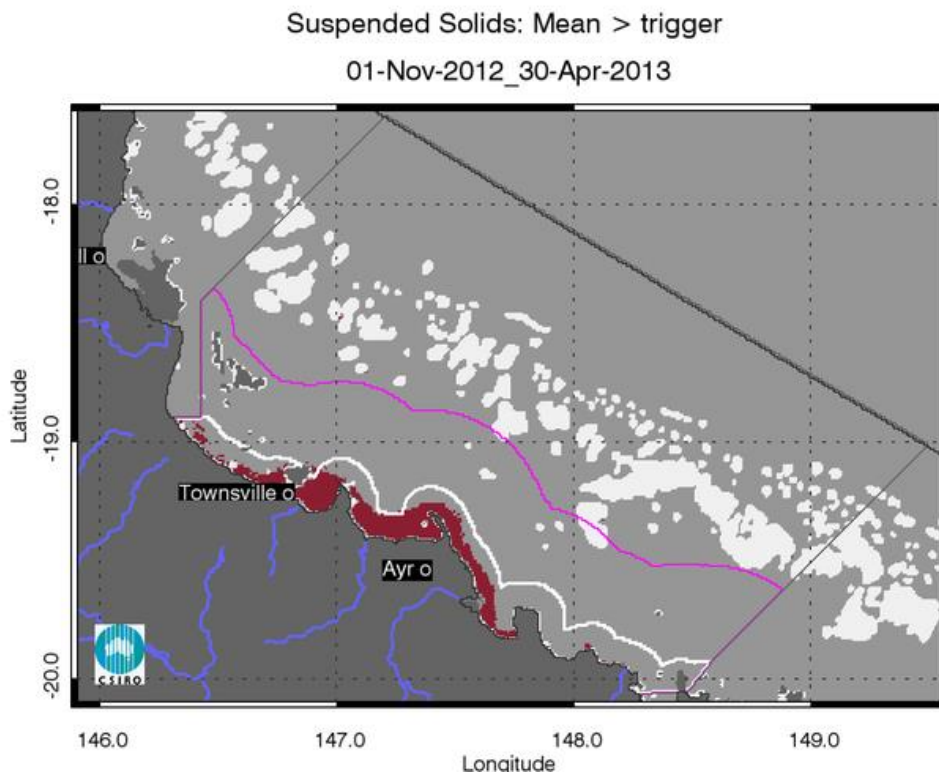 Suspended Solids: Mean > trigger
01-Nov-2012_30-Apr-2013
-18.0
ll o
Latitude
-19.0
Townsville o
Ayr o
CSIRO
-20.0
146.0 147.0 148.0 149.0
Longitude